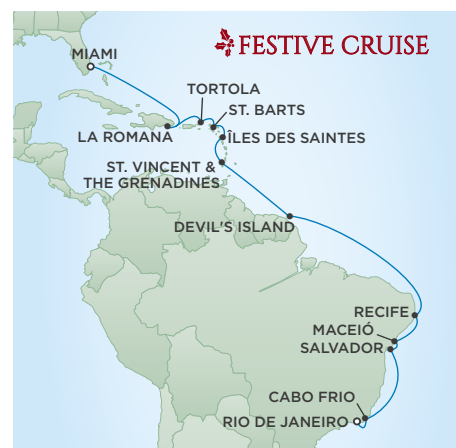 FESTIVE CRUISE
MIAMI
TORTOLA
ST. BARTS
LA ROMANA
ÎLES DES SAINTES
ST. VINCENT &
THE GRENADINES
DEVIL'S ISLAND
RECIFE
MACEIÓ
SALVADOR
CABO FRIO
RIO DE JANEIRO